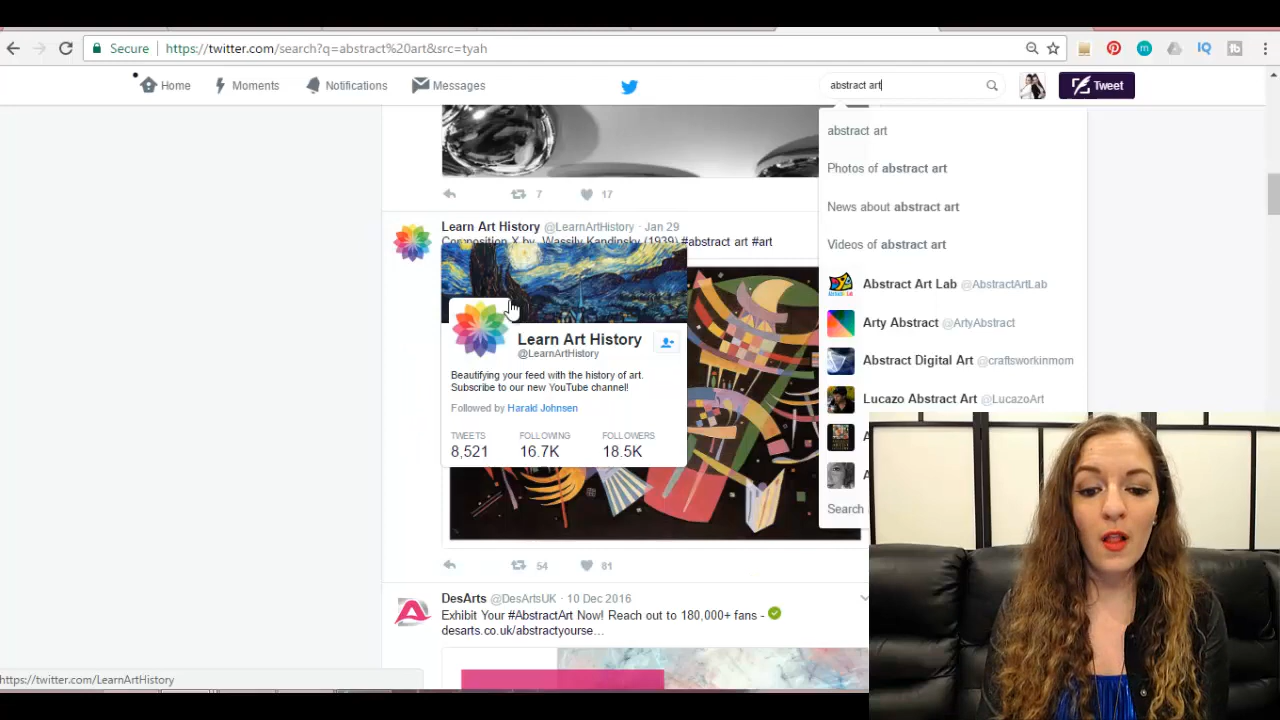 Secure https://twitter.com/search?q=abstract%20art&src=tyah
Home Moments Notifications Messages abstract art Tweet
7 17
Learn Art History @LearnArtHistory · Jan 29
Composition X by Wassily Kandinsky (1939) #abstract art #art
Learn Art History
@LearnArtHistory
Beautifying your feed with the history of art.
Subscribe to our new YouTube channel!
Followed by Harald Johnsen
TWEETS FOLLOWING FOLLOWERS
8,521 16.7K 18.5K
54 81
DesArts @DesArtsUK · 10 Dec 2016
Exhibit Your #AbstractArt Now! Reach out to 180,000+ fans -
desarts.co.uk/abstractyourse...
abstract art
Photos of abstract art
News about abstract art
Videos of abstract art
Abstract Art Lab @AbstractArtLab
Arty Abstract @ArtyAbstract
Abstract Digital Art @craftsworkinmom
Lucazo Abstract Art @LucazoArt
A
A
Search
https://twitter.com/LearnArtHistory